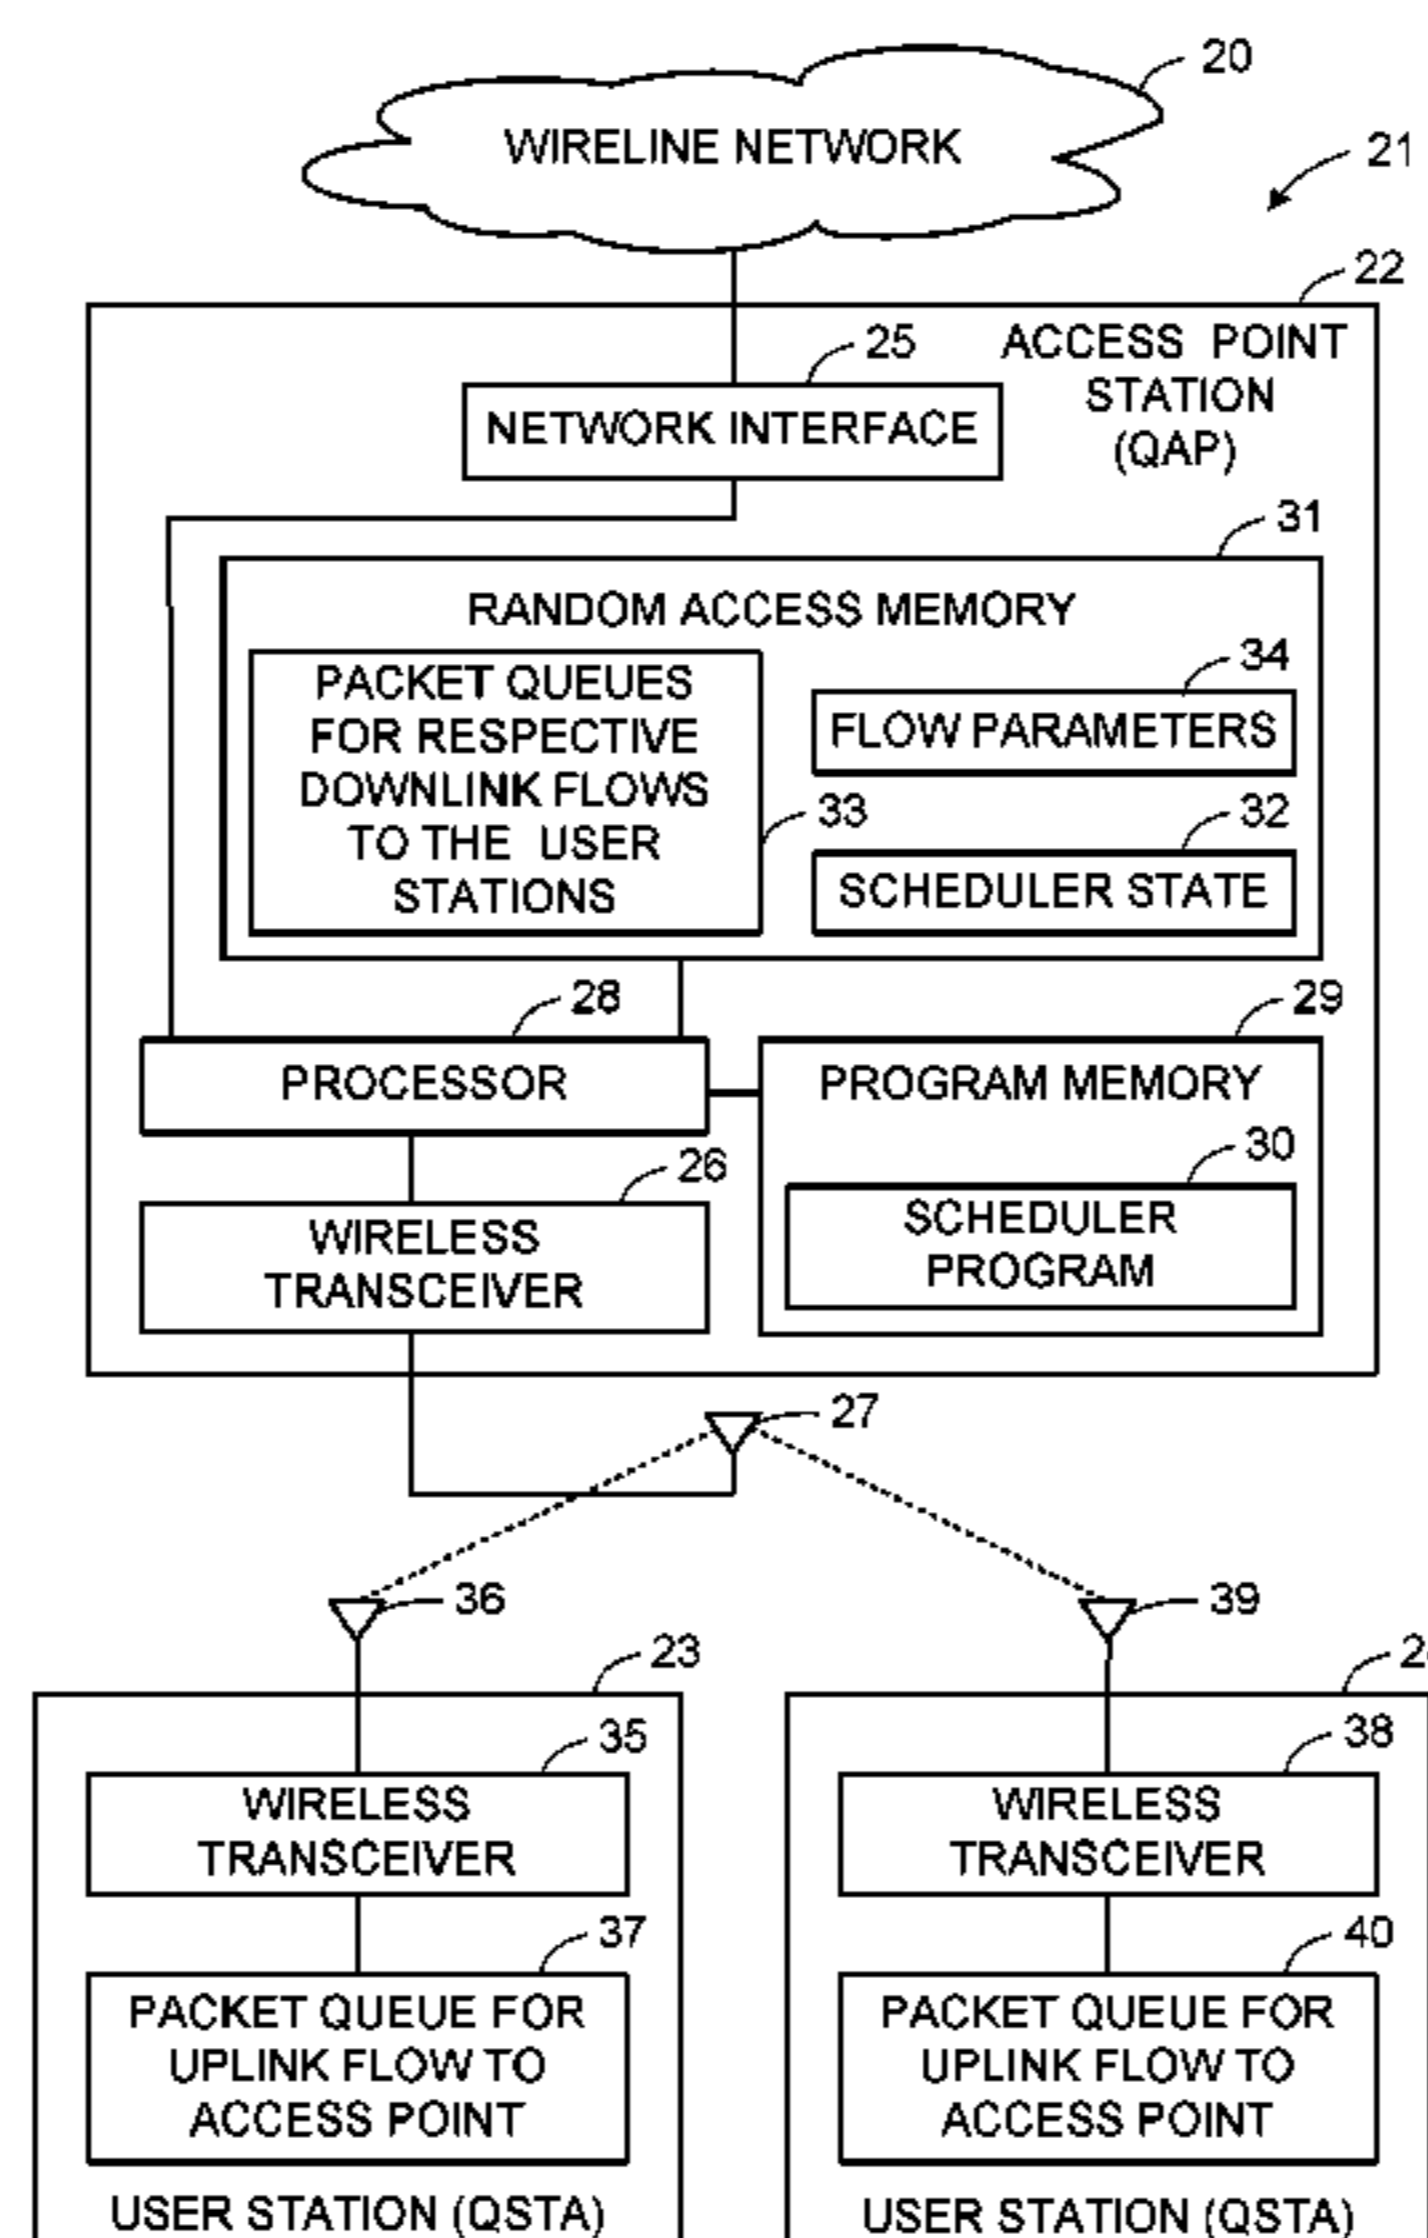 20
WIRELINE NETWORK
21
22
ACCESS POINT
STATION
(QAP)
25
NETWORK INTERFACE
31
RANDOM ACCESS MEMORY
PACKET QUEUES
FOR RESPECTIVE
DOWNLINK FLOWS
TO THE USER
STATIONS
33
34
FLOW PARAMETERS
32
SCHEDULER STATE
28
PROCESSOR
29
PROGRAM MEMORY
30
SCHEDULER
PROGRAM
26
WIRELESS
TRANSCEIVER
27
36
39
23
35
WIRELESS
TRANSCEIVER
37
PACKET QUEUE FOR
UPLINK FLOW TO
ACCESS POINT
USER STATION (QSTA)
38
WIRELESS
TRANSCEIVER
40
PACKET QUEUE FOR
UPLINK FLOW TO
ACCESS POINT
USER STATION (QSTA)